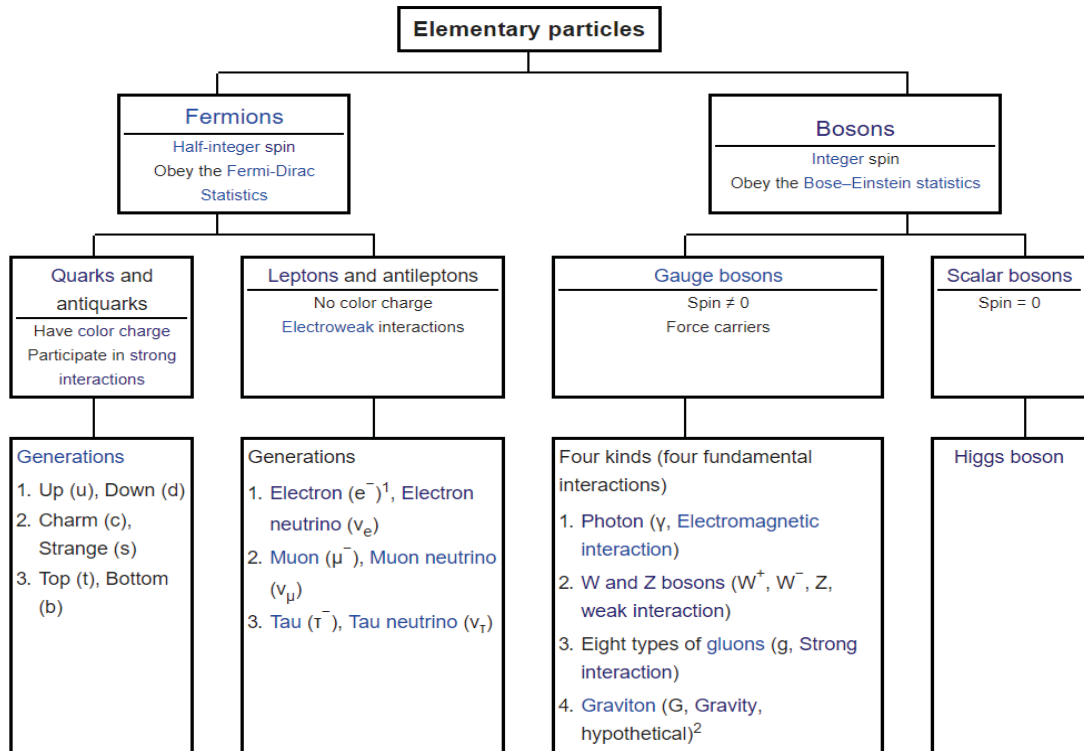 Elementary particles
Fermions
Half-integer spin
Obey the Fermi-Dirac
Statistics
Bosons
Integer spin
Obey the Bose–Einstein statistics
Quarks and
antiquarks
Have color charge
Participate in strong
interactions
Leptons and antileptons
No color charge
Electroweak interactions
Gauge bosons
Spin ≠ 0
Force carriers
Scalar bosons
Spin = 0
Generations
1. Up (u), Down (d)
2. Charm (c),
Strange (s)
3. Top (t), Bottom
(b)
Generations
1. Electron (e⁻)¹, Electron
neutrino (νₑ)
2. Muon (μ⁻), Muon neutrino
(ν_μ)
3. Tau (τ⁻), Tau neutrino (ν_τ)
Four kinds (four fundamental
interactions)
1. Photon (γ, Electromagnetic
interaction)
2. W and Z bosons (W⁺, W⁻, Z,
weak interaction)
3. Eight types of gluons (g, Strong
interaction)
4. Graviton (G, Gravity,
hypothetical)²
Higgs boson